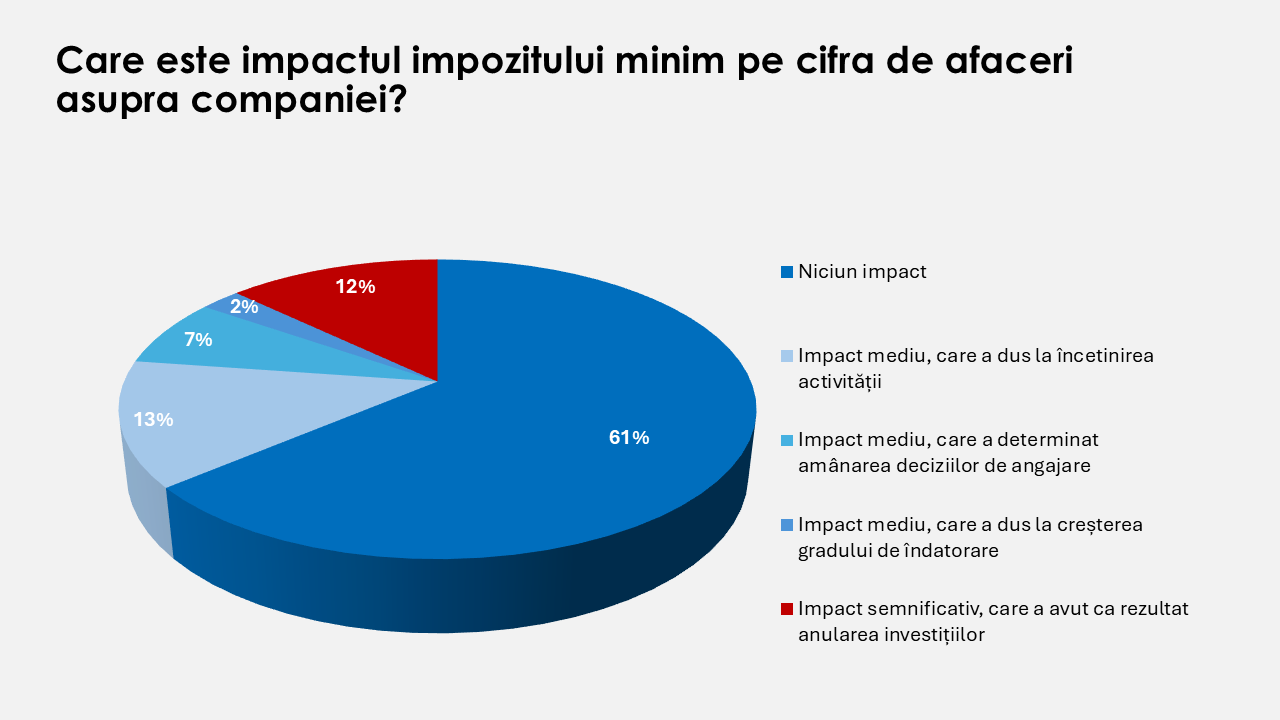 Care este impactul impozitului minim pe cifra de afaceri
asupra companiei?
12%
2%
7%
13%
61%
Niciun impact
Impact mediu, care a dus la încetinirea
activității
Impact mediu, care a determinat
amânarea deciziilor de angajare
Impact mediu, care a dus la creșterea
gradului de îndatorare
Impact semnificativ, care a avut ca rezultat
anularea investițiilor